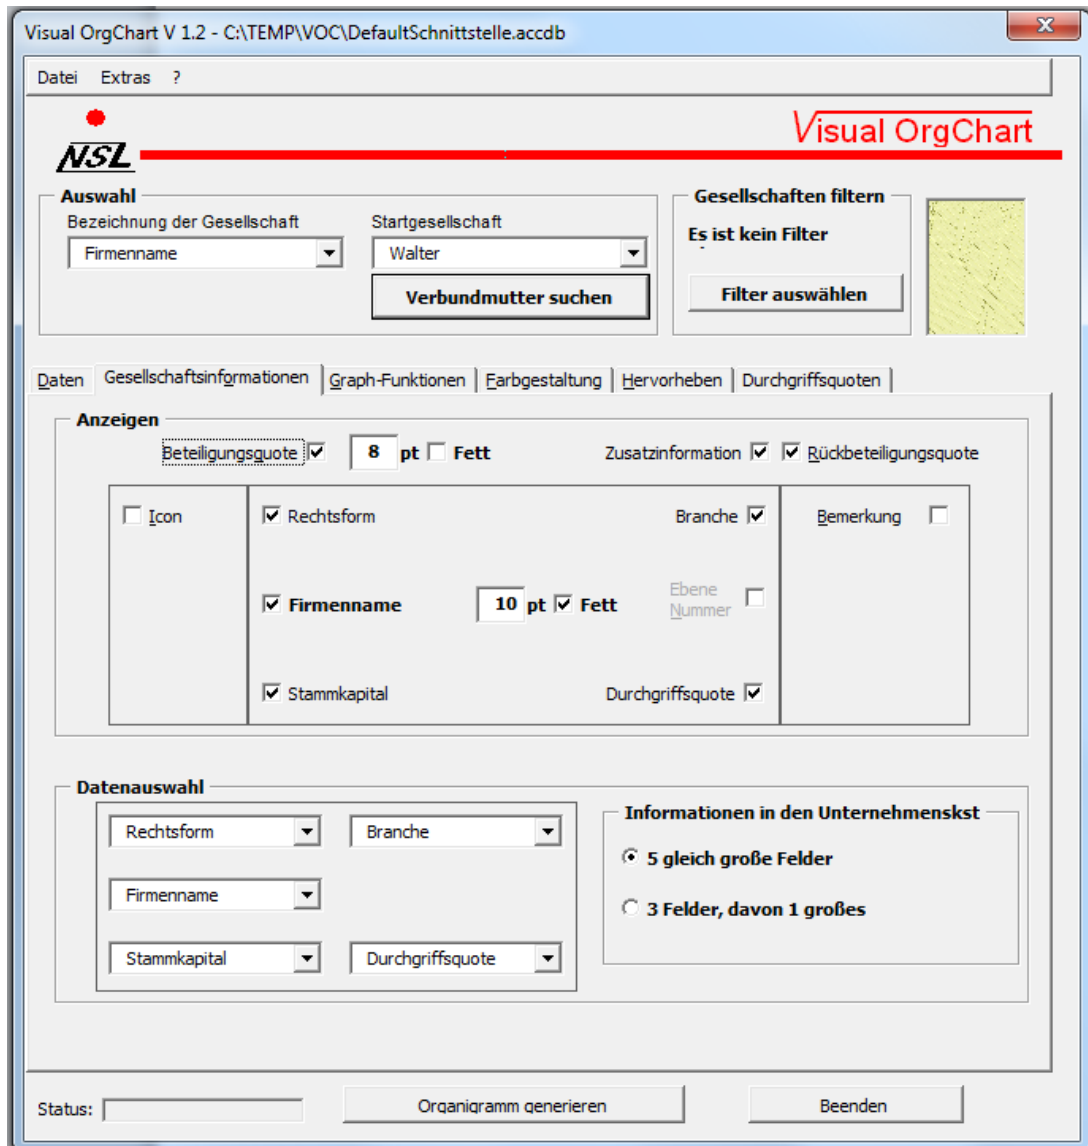 Visual OrgChart V 1.2 - C:\TEMP\VOC\DefaultSchnittstelle.accdb
X
Datei Extras ?
NSL
Visual OrgChart
Auswahl
Bezeichnung der Gesellschaft Startgesellschaft
Firmenname Walter
Verbundmutter suchen
Gesellschaften filtern
Es ist kein Filter
Filter auswählen
Daten Gesellschaftsinformationen Graph-Funktionen Farbgestaltung Hervorheben Durchgriffsquoten
Anzeigen
Beteiligungsquote 8 pt Fett Zusatzinformation Rückbeteiligungsquote
Icon Rechtsform Branche Bemerkung
Firmenname 10 pt Fett Ebene
Nummer
Stammkapital Durchgriffsquote
Datenauswahl
Rechtsform Branche
Firmenname
Stammkapital Durchgriffsquote
Informationen in den Unternehmenskst
5 gleich große Felder
3 Felder, davon 1 großes
Status: Organigramm generieren Beenden